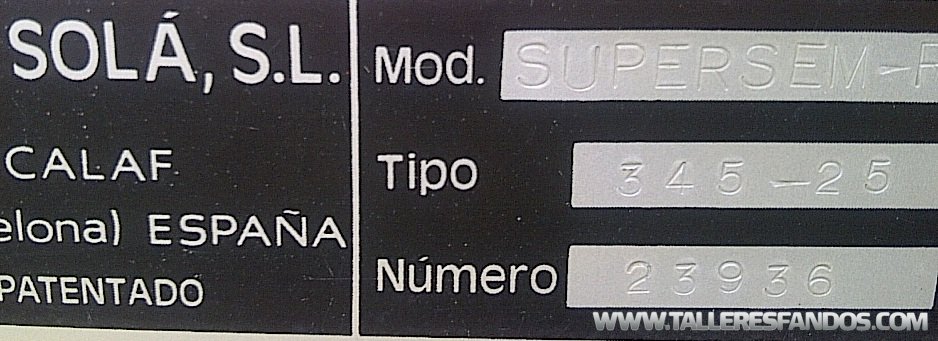 SOLÁ, S.L.
CALAF
elona) ESPAÑA
PATENTADO
Mod. SUPERSEM-
Tipo 345-25
Número 23936
WWW.TALLERESFANDOS.COM